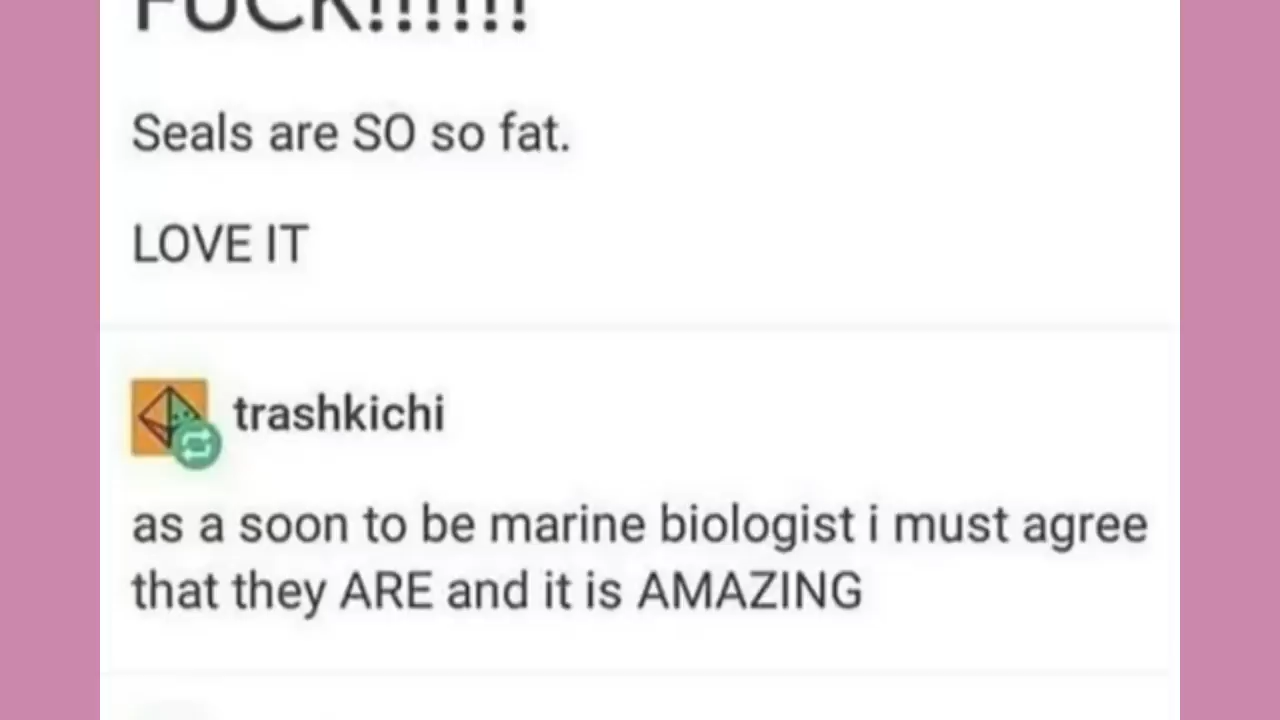 FUCK!!!!!!
Seals are SO so fat.
LOVE IT
trashkichi
as a soon to be marine biologist i must agree
that they ARE and it is AMAZING